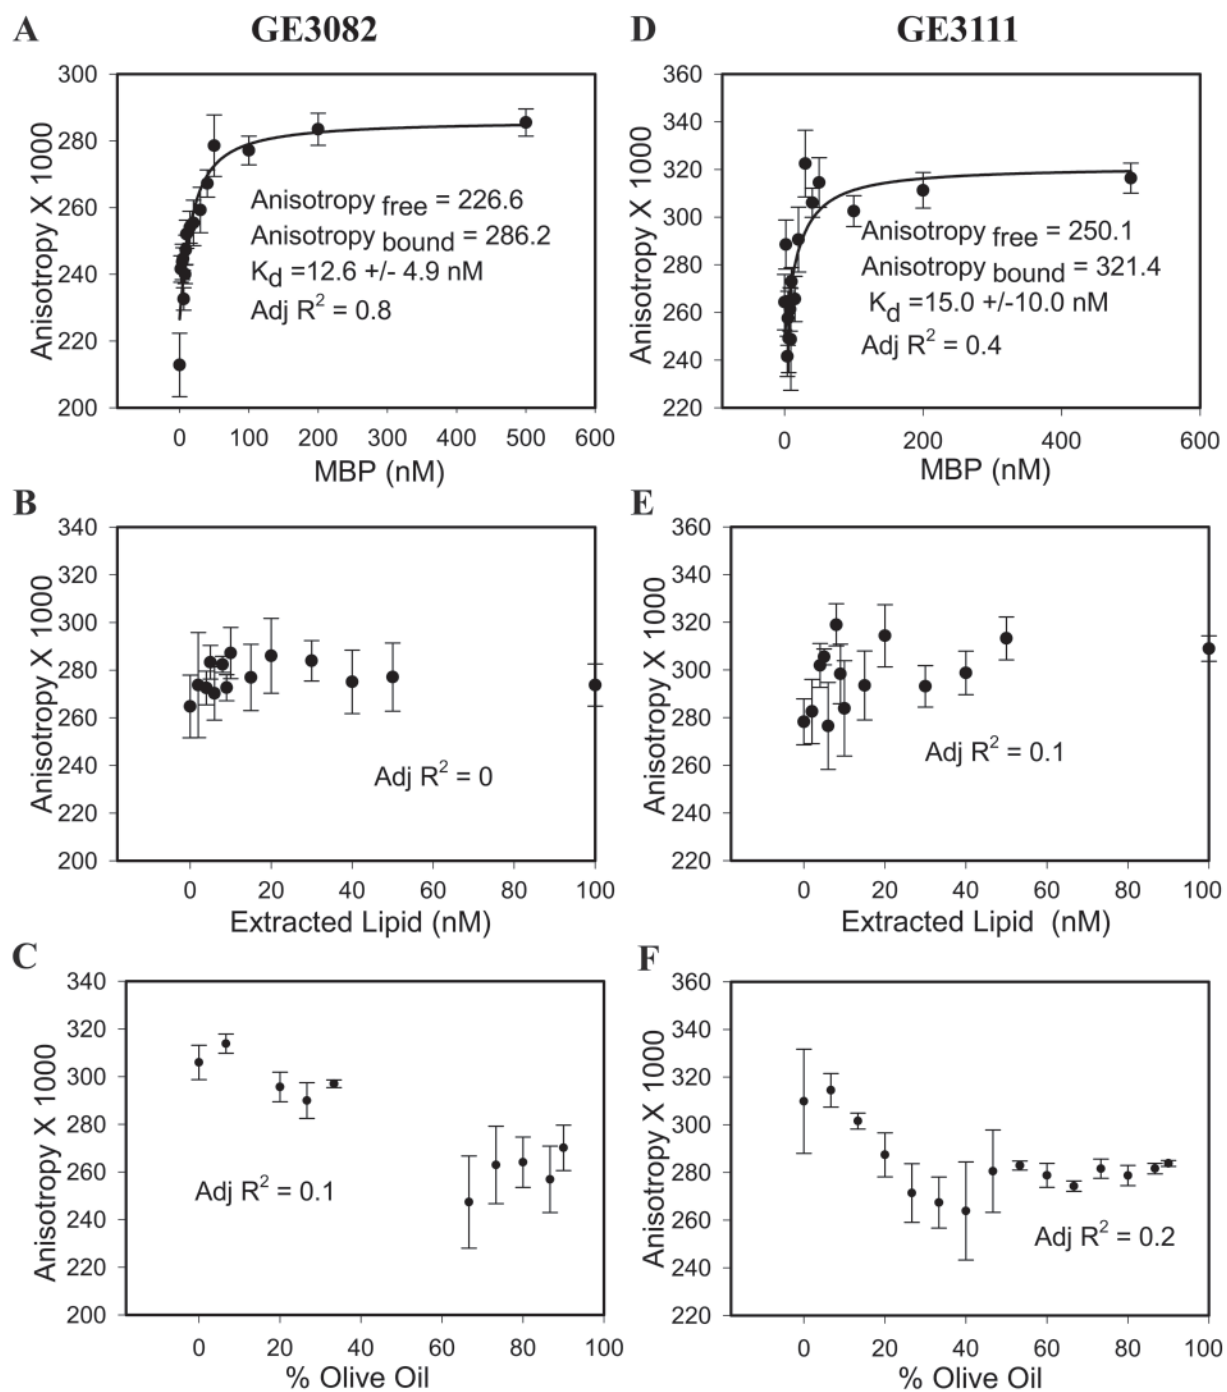 A
GE3082
D
GE3111
Anisotropy X 1000
300
280
260
240
220
200
Anisotropy free = 226.6
Anisotropy bound = 286.2
Kd =12.6 +/- 4.9 nM
Adj R² = 0.8
0 100 200 300 400 500 600
MBP (nM)
Anisotropy X 1000
360
340
320
300
280
260
240
220
Anisotropy free = 250.1
Anisotropy bound = 321.4
Kd =15.0 +/-10.0 nM
Adj R² = 0.4
0 200 400 600
MBP (nM)
B
Anisotropy X 1000
340
320
300
280
260
240
220
200
Adj R² = 0
0 20 40 60 80 100
Extracted Lipid (nM)
E
Anisotropy X 1000
360
340
320
300
280
260
240
220
Adj R² = 0.1
0 20 40 60 80 100
Extracted Lipid (nM)
C
Anisotropy X 1000
340
320
300
280
260
240
220
200
Adj R² = 0.1
0 20 40 60 80 100
% Olive Oil
F
Anisotropy X 1000
360
340
320
300
280
260
240
220
Adj R² = 0.2
0 20 40 60 80 100
% Olive Oil